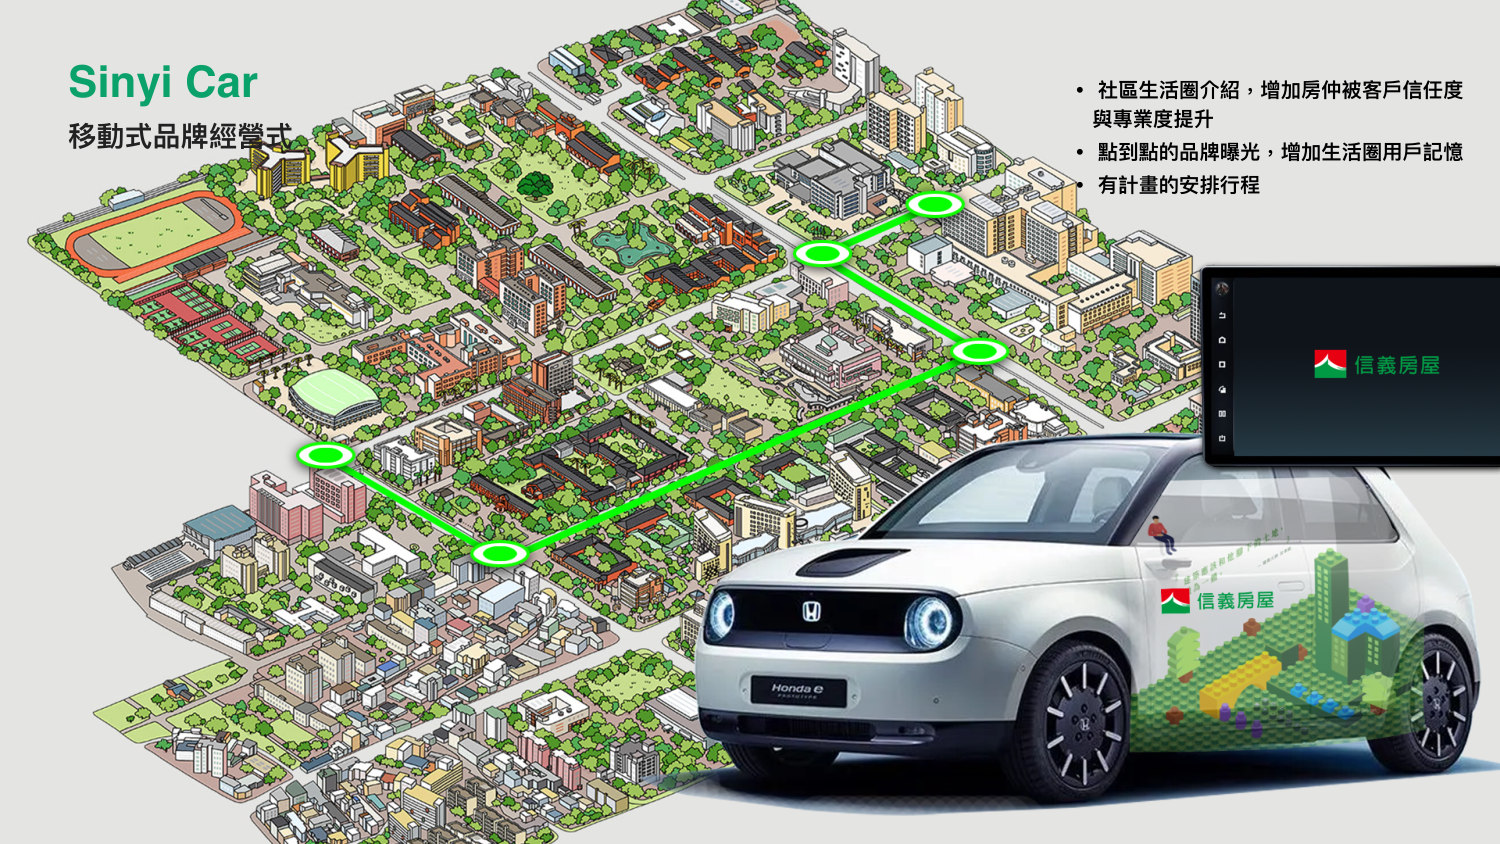 Sinyi Car
移動式品牌經營式
• 社區生活圈介紹，增加房仲被客戶信任度
與專業度提升
• 點到點的品牌曝光，增加生活圈用戶記憶
• 有計畫的安排行程
信義房屋
信義房屋
Honda e
PROTOTYPE